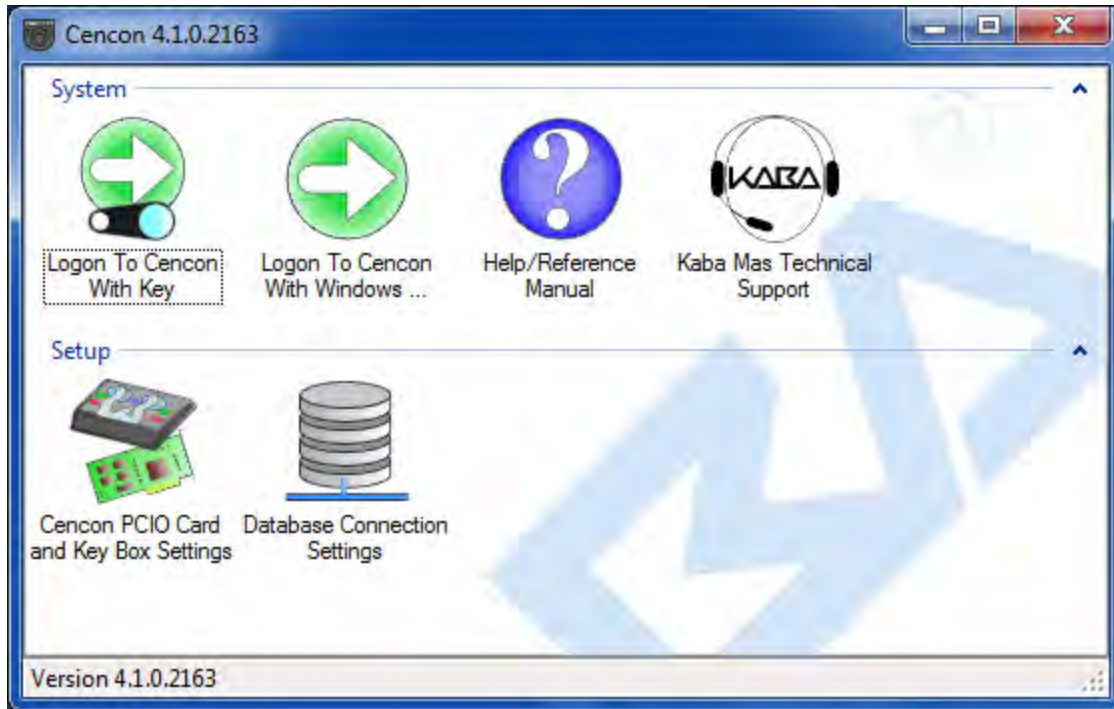 Cencon 4.1.0.2163
System
Logon To Cencon
With Key
Logon To Cencon
With Windows ...
Help/Reference
Manual
KABA
Kaba Mas Technical
Support
Setup
Cencon PCIO Card
and Key Box Settings
Database Connection
Settings
Version 4.1.0.2163